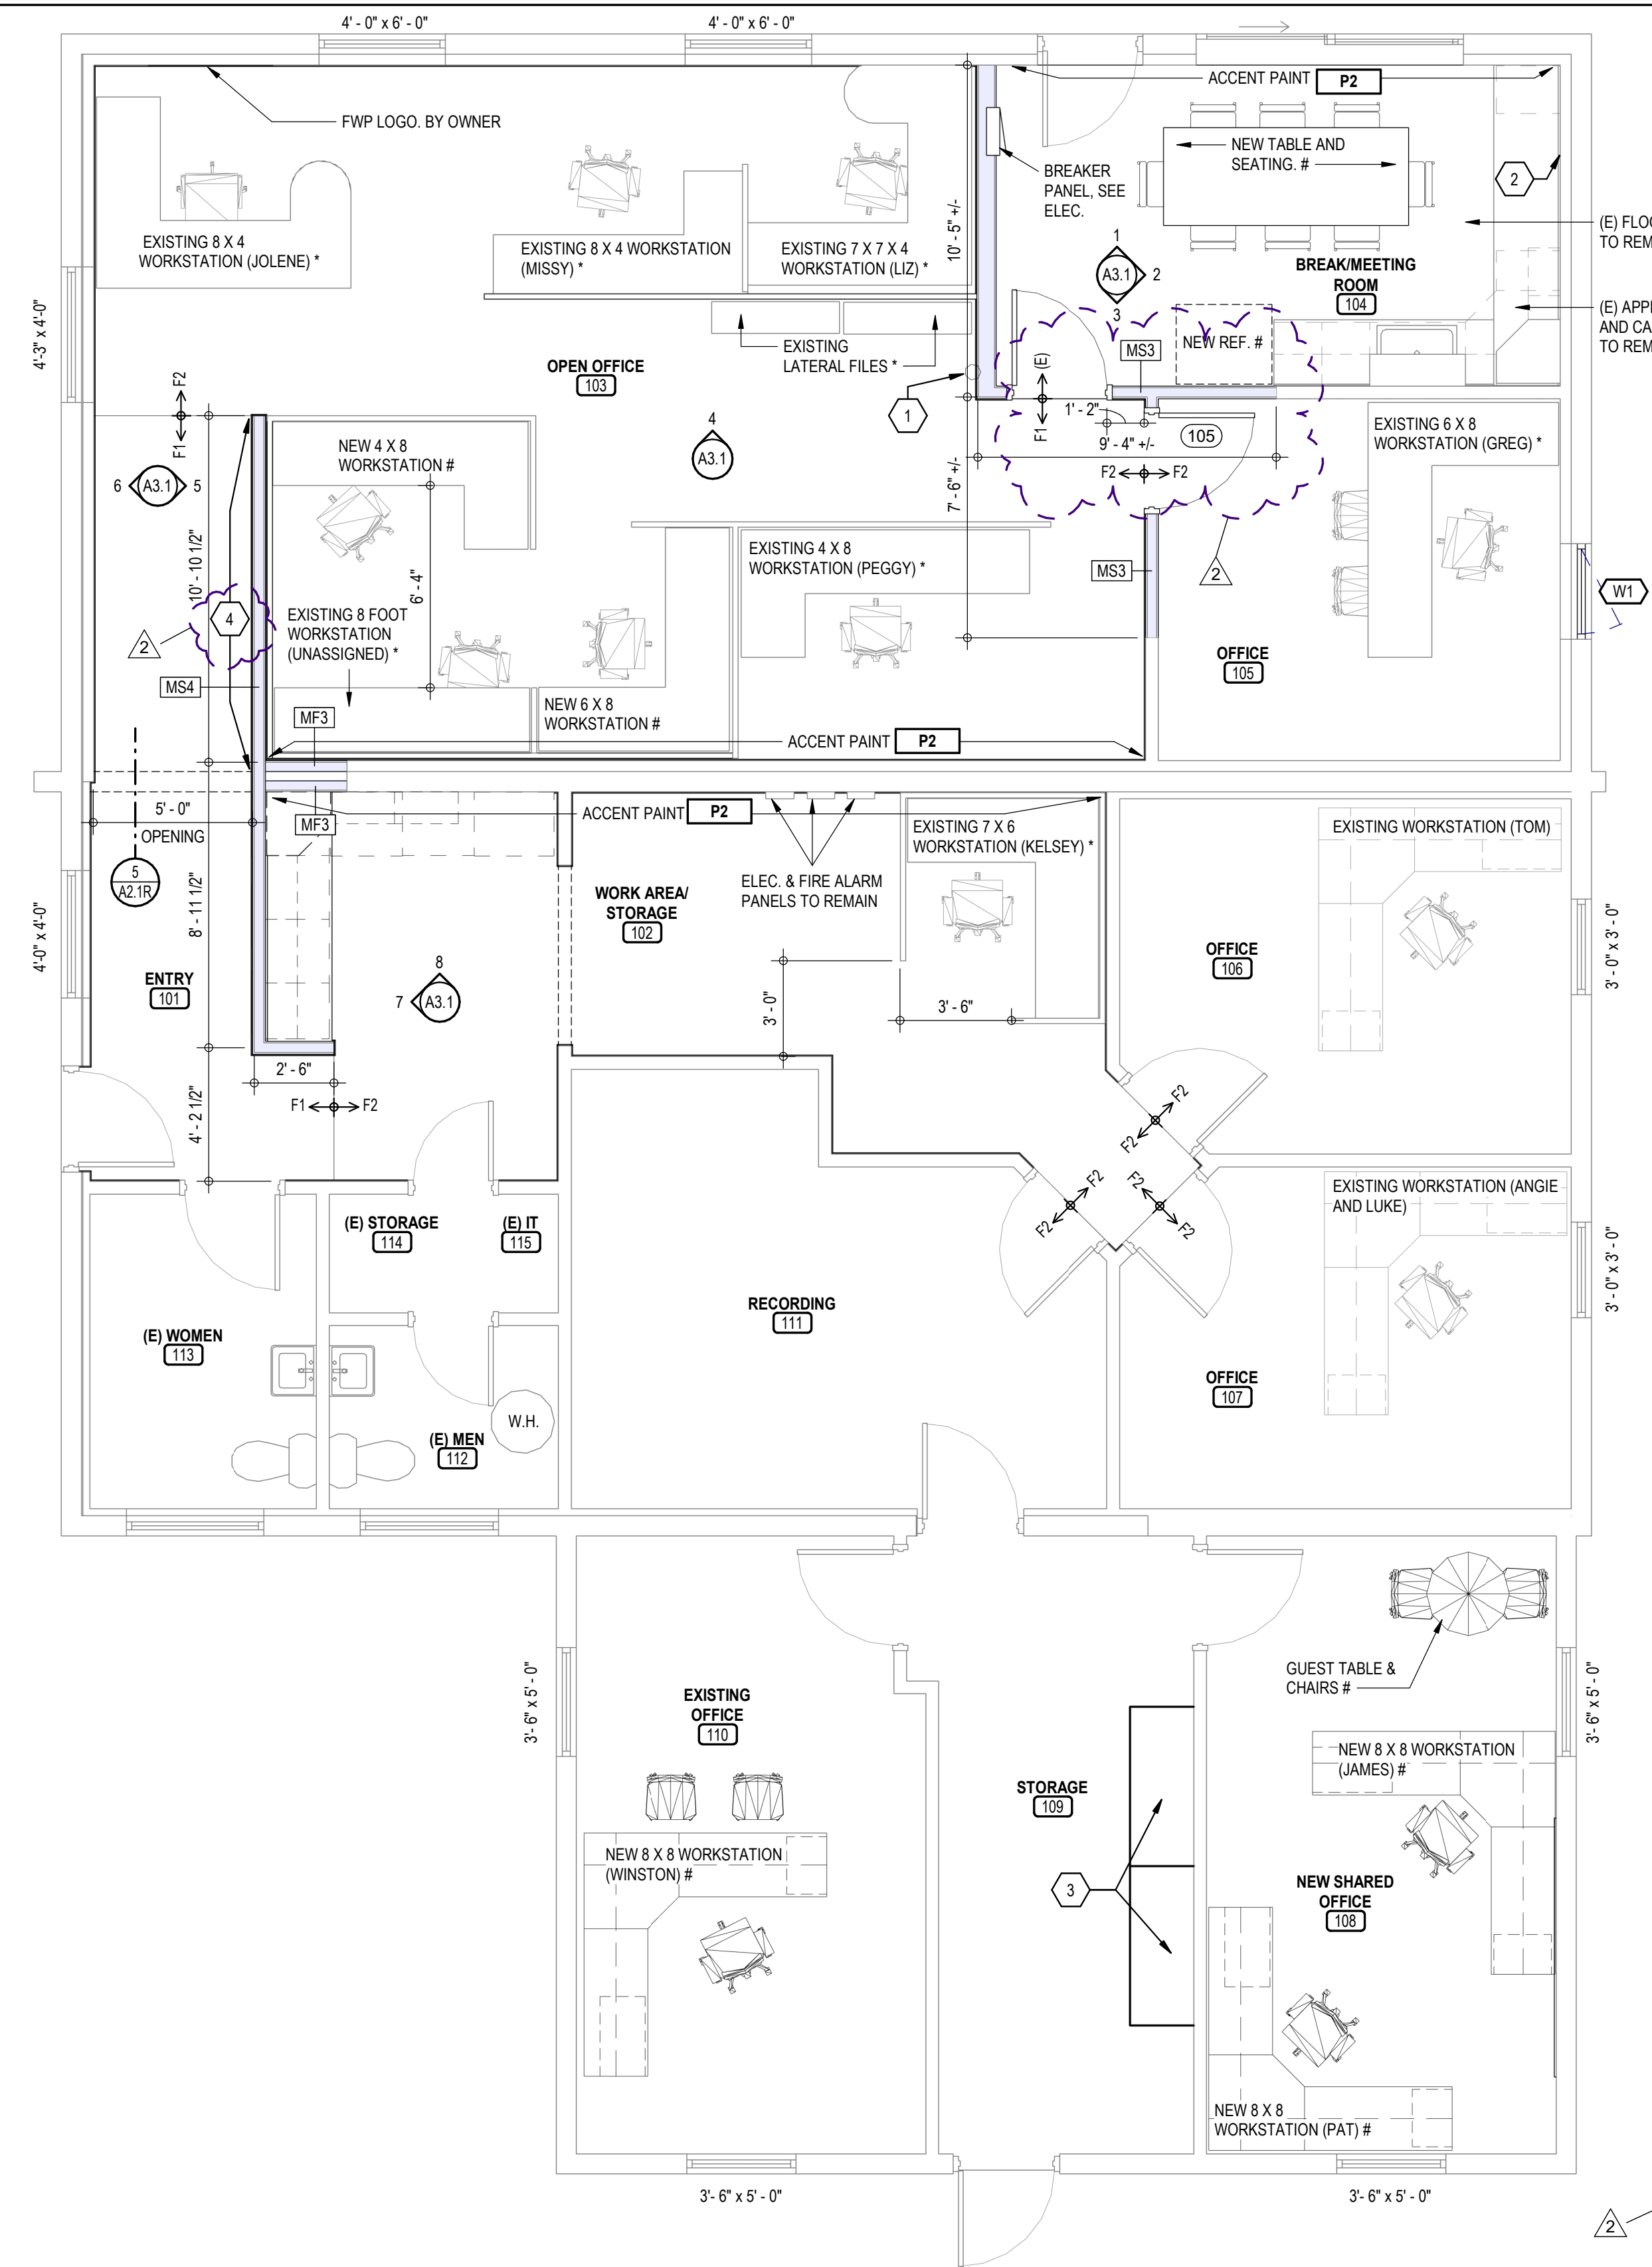 4' - 0" x 6' - 0"
4' - 0" x 6' - 0"
ACCENT PAINT P2
FWP LOGO. BY OWNER
NEW TABLE AND
SEATING. #
BREAKER
PANEL, SEE
ELEC.
2
10' - 5" +/-
EXISTING 8 X 4
WORKSTATION (JOLENE) *
EXISTING 8 X 4 WORKSTATION
(MISSY) *
EXISTING 7 X 7 X 4
WORKSTATION (LIZ) *
1
A3.1
2
3
BREAK/MEETING
ROOM
104
(E) FLOO
TO REM
(E) APPL
AND CA
TO REM
4'-3" x 4'-0"
EXISTING
LATERAL FILES *
OPEN OFFICE
103
NEW REF. #
MS3
(E)
F1
1
1' - 2"
9' - 4" +/-
105
F2
F2
F2
F1
4
A3.1
7' - 6" +/-
EXISTING 6 X 8
WORKSTATION (GREG) *
NEW 4 X 8
WORKSTATION #
6
A3.1
5
10' - 10 1/2"
6' - 4"
EXISTING 4 X 8
WORKSTATION (PEGGY) *
MS3
2
W1
4
2
EXISTING 8 FOOT
WORKSTATION
(UNASSIGNED) *
OFFICE
105
MS4
MF3
NEW 6 X 8
WORKSTATION #
ACCENT PAINT P2
5' - 0"
OPENING
MF3
ACCENT PAINT P2
EXISTING 7 X 6
WORKSTATION (KELSEY) *
EXISTING WORKSTATION (TOM)
5
A2.1R
8' - 11 1/2"
ELEC. & FIRE ALARM
PANELS TO REMAIN
WORK AREA/
STORAGE
102
4'-0" x 4'-0"
OFFICE
106
3' - 0" x 3' - 0"
ENTRY
101
8
7
A3.1
3' - 0"
3' - 6"
2' - 6"
F1
F2
4' - 2 1/2"
F2
F2
F2
F2
F2
F2
EXISTING WORKSTATION (ANGIE
AND LUKE)
(E) STORAGE
114
(E) IT
115
3' - 0" x 3' - 0"
RECORDING
111
(E) WOMEN
113
OFFICE
107
W.H.
(E) MEN
112
GUEST TABLE &
CHAIRS #
3'- 6" x 5' - 0"
3'- 6" x 5' - 0"
EXISTING
OFFICE
110
NEW 8 X 8 WORKSTATION
(JAMES) #
STORAGE
109
NEW 8 X 8 WORKSTATION
(WINSTON) #
3
NEW SHARED
OFFICE
108
NEW 8 X 8
WORKSTATION (PAT) #
3'- 6" x 5' - 0"
3'- 6" x 5' - 0"
2